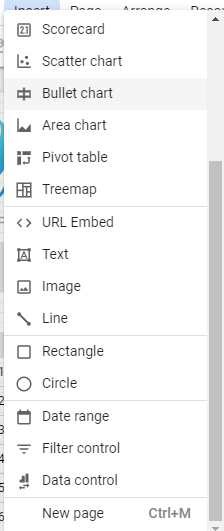 Insert Page Arrange
Scorecard
Scatter chart
Bullet chart
Area chart
Pivot table
Treemap
URL Embed
Text
Image
Line
Rectangle
Circle
Date range
Filter control
Data control
New page Ctrl+M